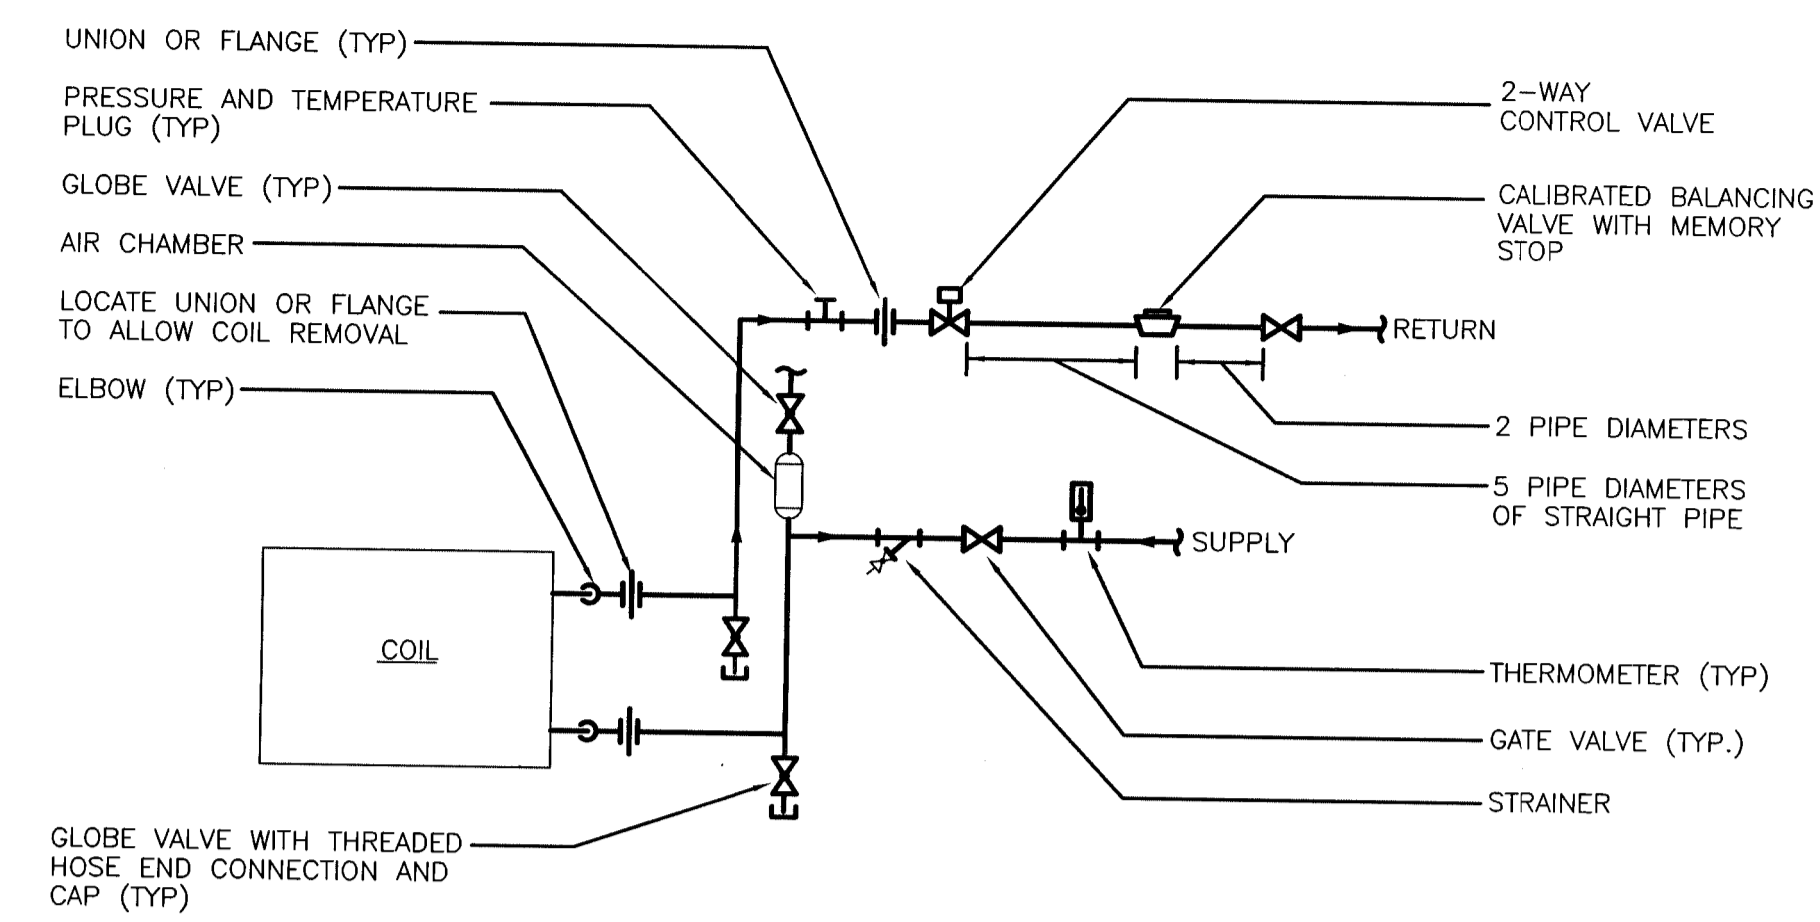 UNION OR FLANGE (TYP)
PRESSURE AND TEMPERATURE
PLUG (TYP)
GLOBE VALVE (TYP)
AIR CHAMBER
LOCATE UNION OR FLANGE
TO ALLOW COIL REMOVAL
ELBOW (TYP)
2-WAY
CONTROL VALVE
CALIBRATED BALANCING
VALVE WITH MEMORY
STOP
RETURN
2 PIPE DIAMETERS
5 PIPE DIAMETERS
OF STRAIGHT PIPE
SUPPLY
COIL
THERMOMETER (TYP)
GATE VALVE (TYP.)
STRAINER
GLOBE VALVE WITH THREADED
HOSE END CONNECTION AND
CAP (TYP)